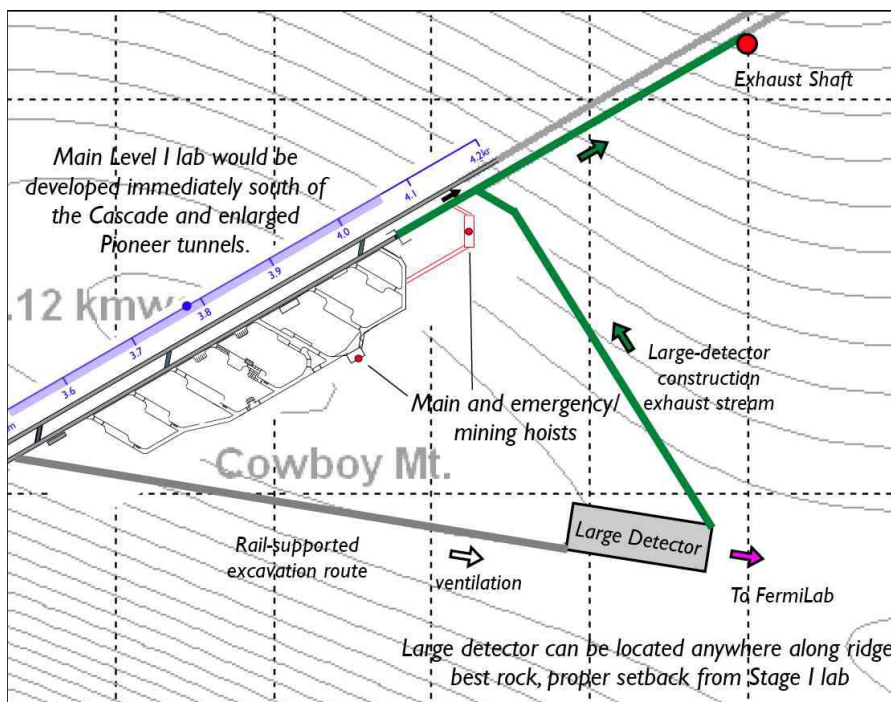 Exhaust Shaft
Main Level I lab would be
developed immediately south of
the Cascade and enlarged
Pioneer tunnels.
4.2k
4.1
4.0
3.9
3.8
3.7
3.6
m
.12 kmw
Large-detector
construction
exhaust stream
Main and emergency/
mining hoists
Cowboy Mt.
Large Detector
Rail-supported
excavation route
ventilation
To FermiLab
Large detector can be located anywhere along ridge
best rock, proper setback from Stage I lab